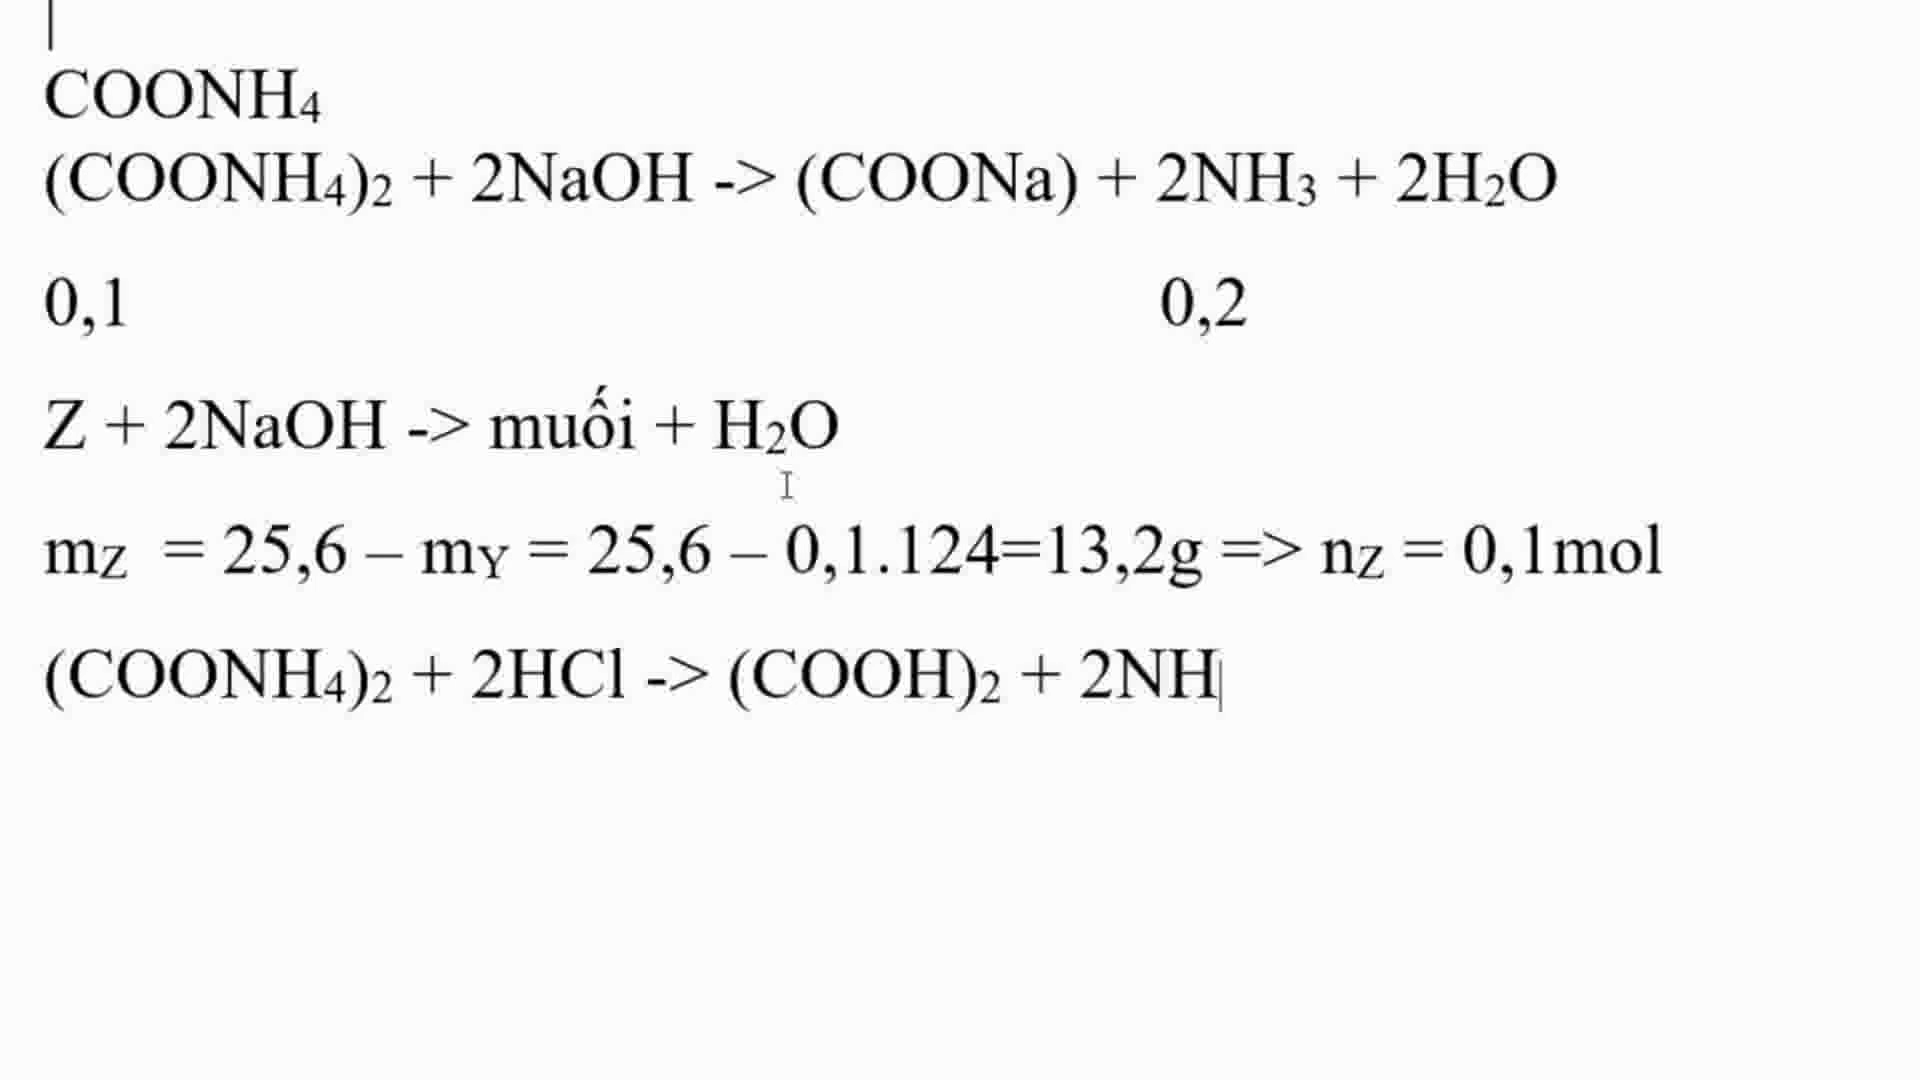 |
COONH4
(COONH4)2 + 2NaOH -> (COONa) + 2NH3 + 2H2O
0,1 0,2
Z + 2NaOH -> muối + H2O
mZ = 25,6 – mY = 25,6 – 0,1.124=13,2g => nZ = 0,1mol
(COONH4)2 + 2HCl -> (COOH)2 + 2NH